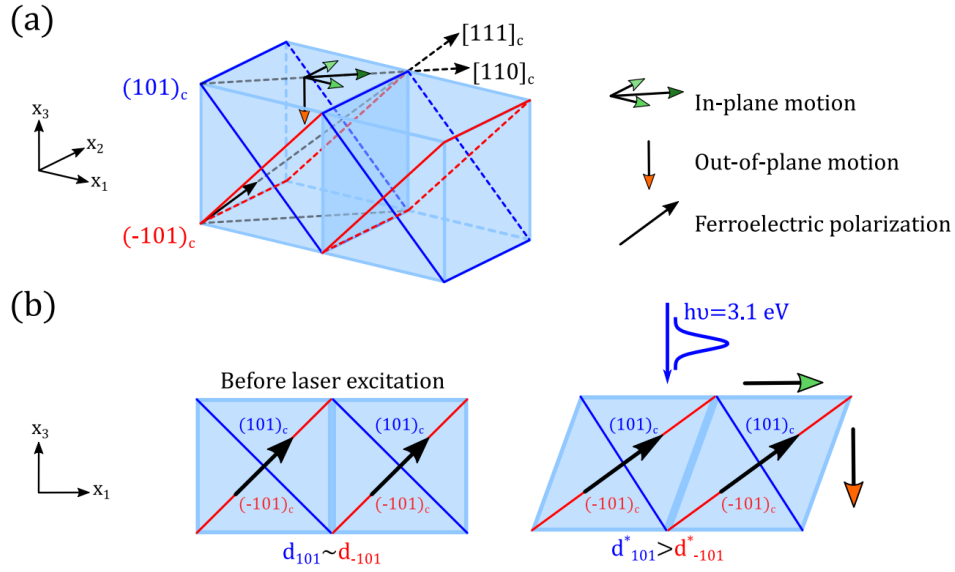 (a)
[111]c
[110]c
(101)c
x3
x2
x1
(-101)c
In-plane motion
Out-of-plane motion
Ferroelectric polarization
(b)
hυ=3.1 eV
Before laser excitation
x3
x1
(101)c
(101)c
(-101)c
(-101)c
d101~d-101
(101)c
(101)c
(-101)c
(-101)c
d*101>d*-101